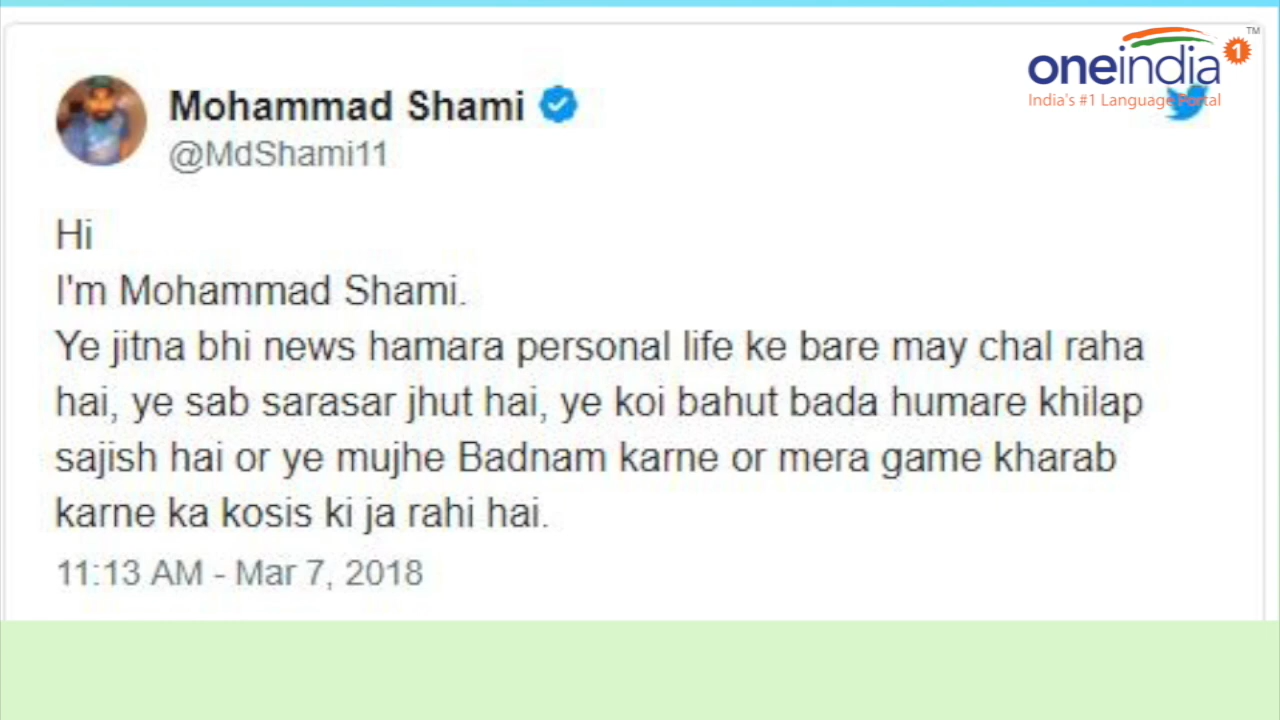 oneindia 1 TM
India's #1 Language Portal
Mohammad Shami
@MdShami11
Hi
I'm Mohammad Shami.
Ye jitna bhi news hamara personal life ke bare may chal raha
hai, ye sab sarasar jhut hai, ye koi bahut bada humare khilap
sajish hai or ye mujhe Badnam karne or mera game kharab
karne ka kosis ki ja rahi hai.
11:13 AM - Mar 7, 2018